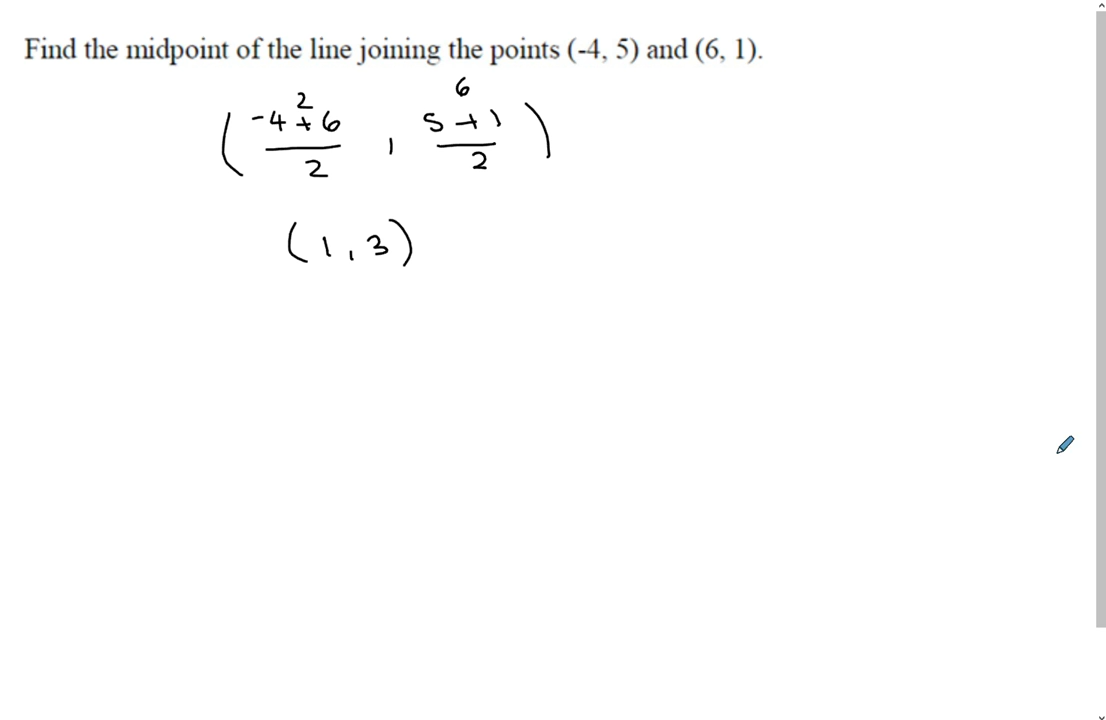 Find the midpoint of the line joining the points (-4, 5) and (6, 1).
2 6
( -4 + 6 , 5 + 1 )
2 2
(1, 3)